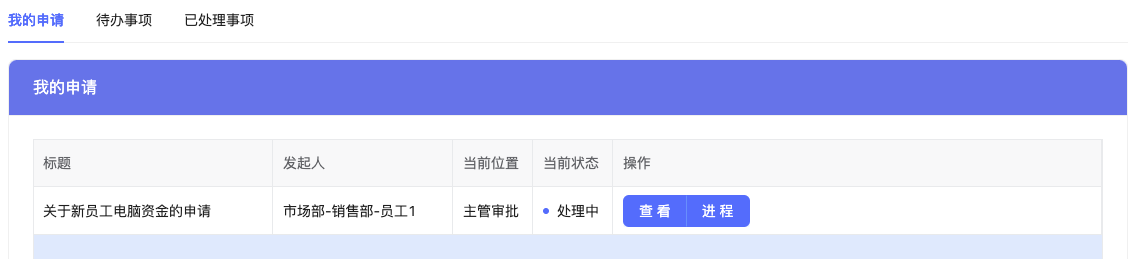 我的申请 待办事项 已处理事项
我的申请
标题 发起人 当前位置 当前状态 操作
关于新员工电脑资金的申请 市场部-销售部-员工1 主管审批 处理中 查 看 进 程